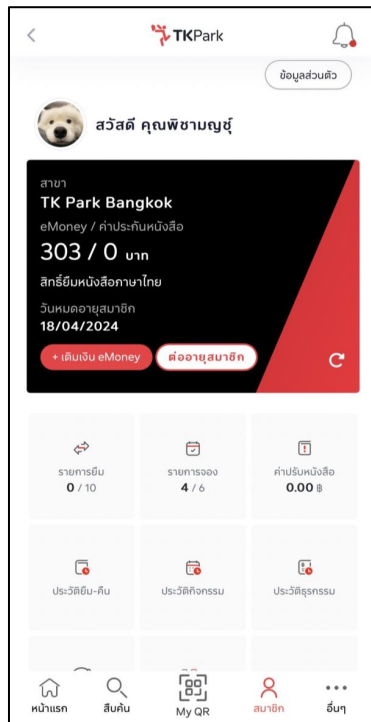 TKPark
ข้อมูลส่วนตัว
สวัสดี คุณพิชามญชุ์
สาขา
TK Park Bangkok
eMoney / ค่าประกันหนังสือ
303 / 0 บาท
สิทธิ์ยืมหนังสือภาษาไทย
วันหมดอายุสมาชิก
18/04/2024
+ เติมเงิน eMoney
ต่ออายุสมาชิก
รายการยืม
0 / 10
รายการจอง
4 / 6
ค่าปรับหนังสือ
0.00 ฿
ประวัติยืม-คืน
ประวัติกิจกรรม
ประวัติธุรกรรม
หน้าแรก
สืบค้น
My QR
สมาชิก
อื่นๆ